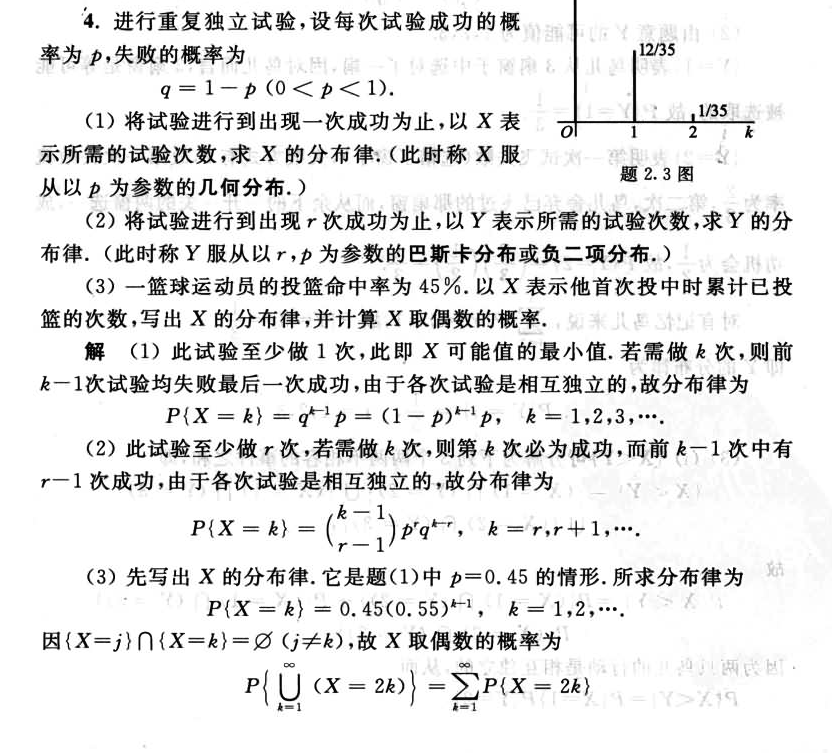 4. 进行重复独立试验,设每次试验成功的概
率为 p,失败的概率为
q = 1 − p (0 < p < 1).
(1) 将试验进行到出现一次成功为止,以 X 表
示所需的试验次数,求 X 的分布律.(此时称 X 服
从以 p 为参数的几何分布.)
12/35
1/35
O 1 2 k
题 2.3 图
(2) 将试验进行到出现 r 次成功为止,以 Y 表示所需的试验次数,求 Y 的分
布律.(此时称 Y 服从以 r,p 为参数的巴斯卡分布或负二项分布.)
(3) 一篮球运动员的投篮命中率为 45%.以 X 表示他首次投中时累计已投
篮的次数,写出 X 的分布律,并计算 X 取偶数的概率.
解 (1) 此试验至少做 1 次,此即 X 可能值的最小值.若需做 k 次,则前
k−1次试验均失败最后一次成功,由于各次试验是相互独立的,故分布律为
P{X = k} = q^{k−1} p = (1 − p)^{k−1} p, k = 1,2,3,⋯.
(2) 此试验至少做 r 次,若需做 k 次,则第 k 次必为成功,而前 k−1 次中有
r−1 次成功,由于各次试验是相互独立的,故分布律为
P{X = k} = \binom{k − 1}{r − 1} p^r q^{k−r}, k = r,r + 1,⋯.
(3) 先写出 X 的分布律.它是题(1)中 p=0.45 的情形.所求分布律为
P{X = k} = 0.45(0.55)^{k−1}, k = 1,2,⋯.
因{X=j}∩{X=k}=∅ (j≠k),故 X 取偶数的概率为
P{⋃_{k=1}^{∞} (X = 2k)} = ∑_{k=1}^{∞} P{X = 2k}